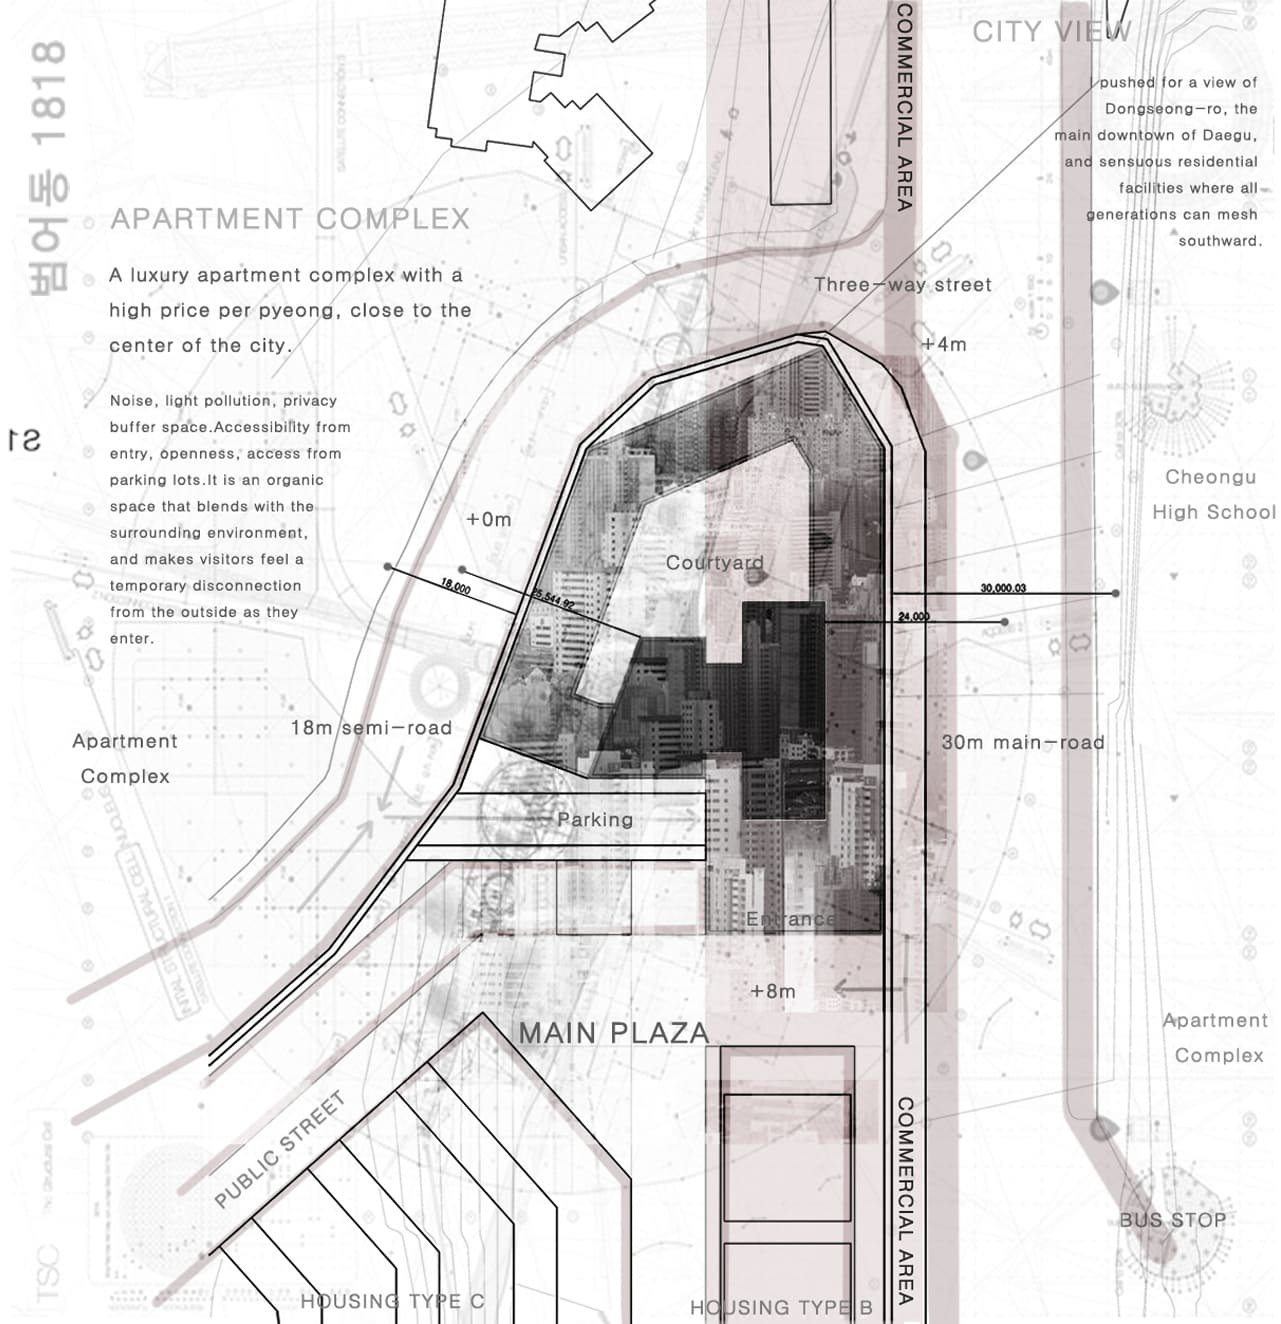 범어동 1818
CITY VIEW
I pushed for a view of
Dongseong-ro, the
main downtown of Daegu,
and sensuous residential
facilities where all
generations can mesh
southward.
COMMERCIAL AREA
APARTMENT COMPLEX
A luxury apartment complex with a
high price per pyeong, close to the
center of the city.
Noise, light pollution, privacy
buffer space.Accessibility from
entry, openness, access from
parking lots.It is an organic
space that blends with the
surrounding environment,
and makes visitors feel a
temporary disconnection
from the outside as they
enter.
S1
Three-way street
+4m
+0m
Cheongu
High School
Courtyard
18,000
25,544.92
30,000.03
24,000
18m semi-road
30m main-road
Apartment
Complex
Parking
Entrance
+8m
MAIN PLAZA
Apartment
Complex
PUBLIC STREET
COMMERCIAL AREA
BUS STOP
TSC
HOUSING TYPE C
HOUSING TYPE B